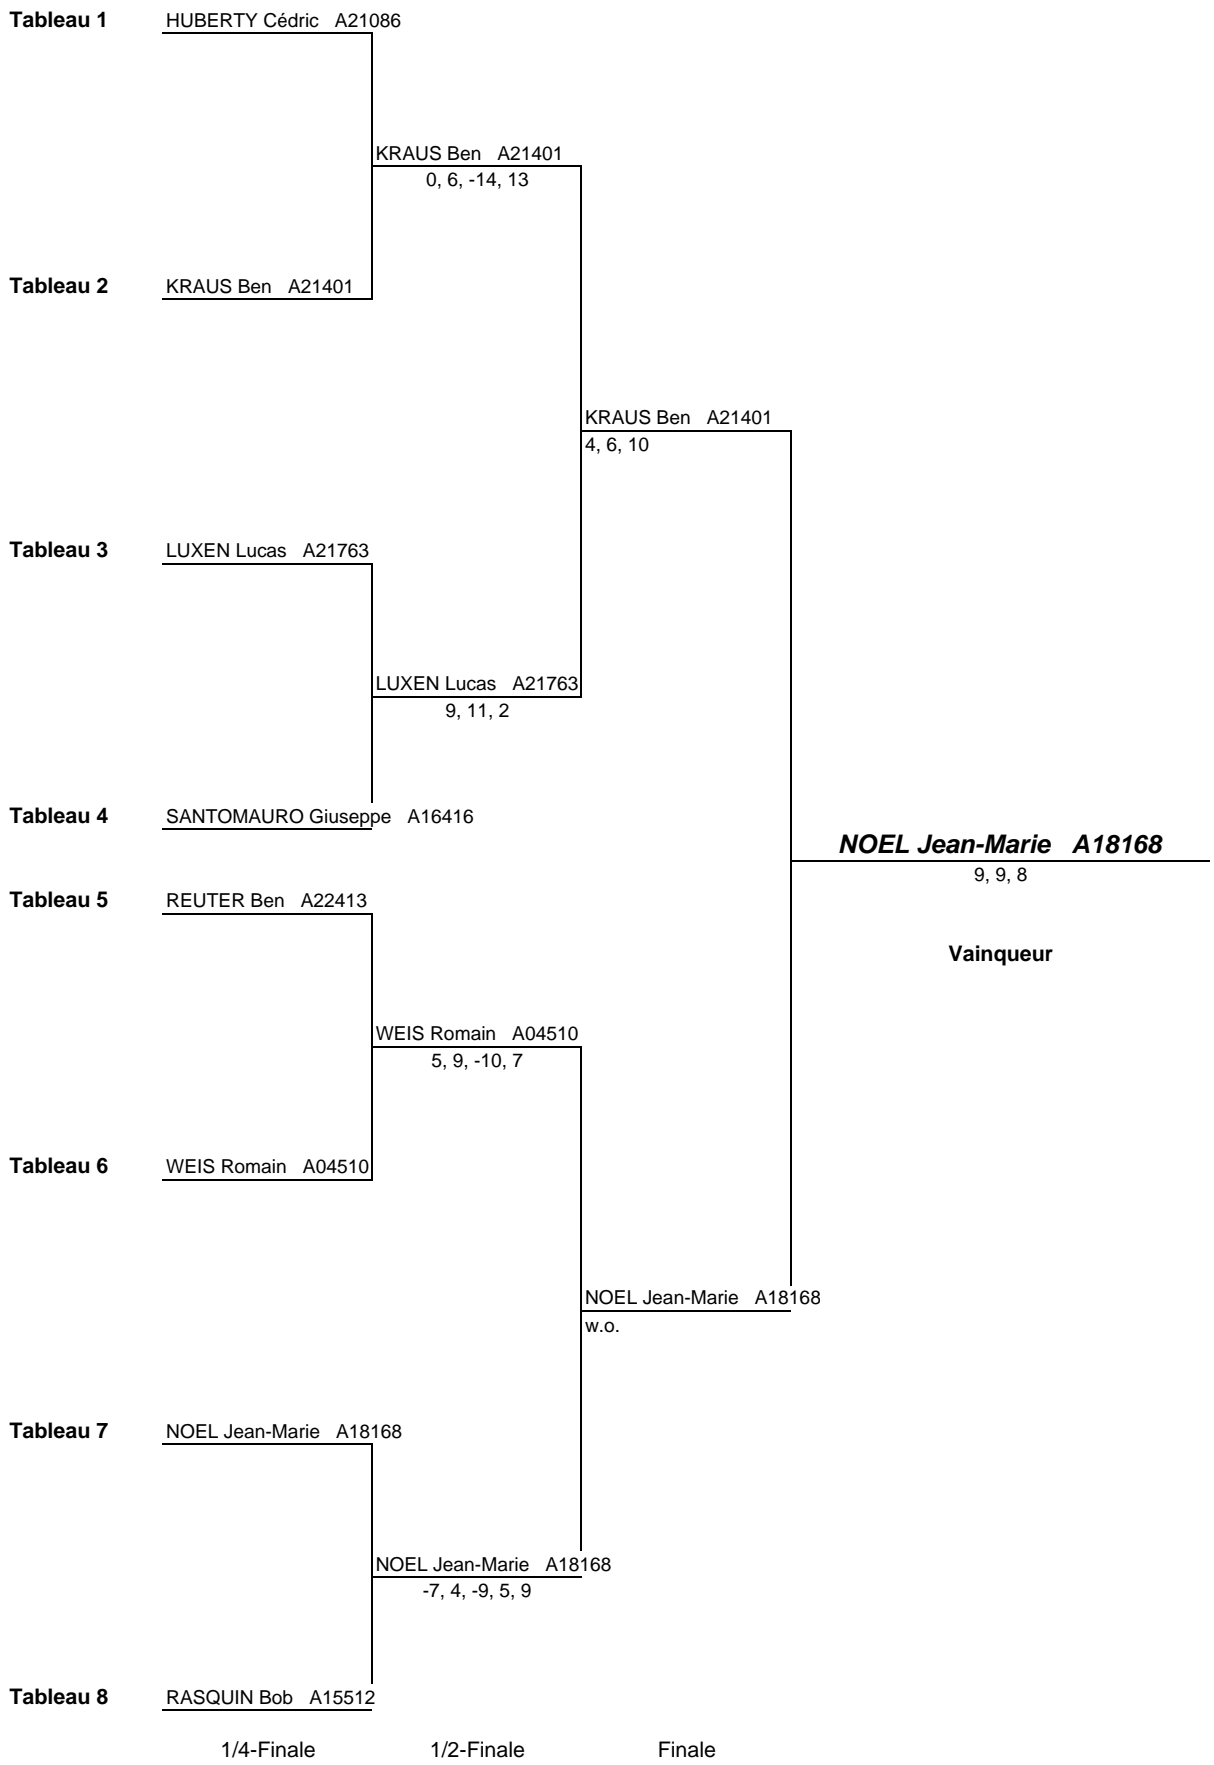 Tableau 1 HUBERTY Cédric A21086
KRAUS Ben A21401
0, 6, -14, 13
Tableau 2 KRAUS Ben A21401
KRAUS Ben A21401
4, 6, 10
Tableau 3 LUXEN Lucas A21763
LUXEN Lucas A21763
9, 11, 2
Tableau 4 SANTOMAURO Giuseppe A16416
NOEL Jean-Marie A18168
9, 9, 8
Tableau 5 REUTER Ben A22413
Vainqueur
WEIS Romain A04510
5, 9, -10, 7
Tableau 6 WEIS Romain A04510
NOEL Jean-Marie A18168
w.o.
Tableau 7 NOEL Jean-Marie A18168
NOEL Jean-Marie A18168
-7, 4, -9, 5, 9
Tableau 8 RASQUIN Bob A15512
1/4-Finale 1/2-Finale Finale